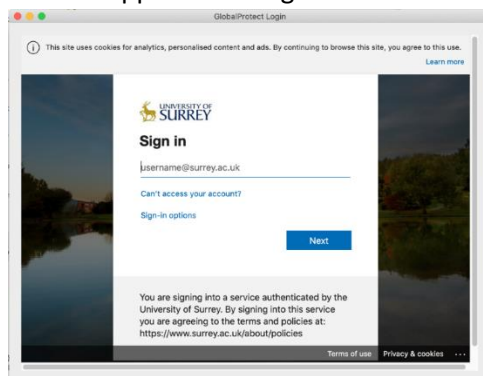 GlobalProtect Login
This site uses cookies for analytics, personalised content and ads. By continuing to browse this site, you agree to this use.
Learn more
UNIVERSITY OF
SURREY
Sign in
username@surrey.ac.uk
Can't access your account?
Sign-in options
Next
You are signing into a service authenticated by the
University of Surrey. By signing into this service
you are agreeing to the terms and policies at:
https://www.surrey.ac.uk/about/policies
Terms of use Privacy & cookies ...